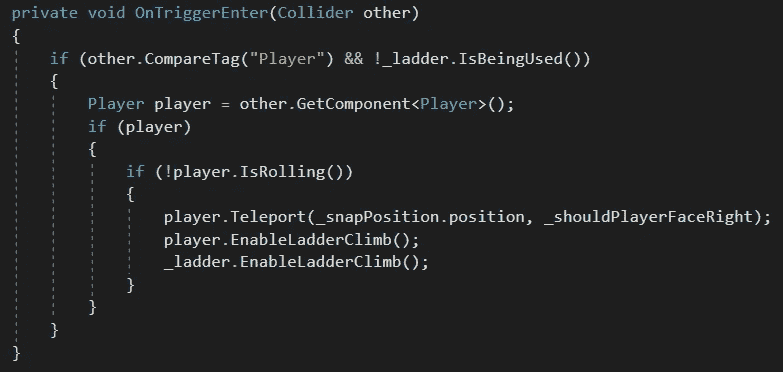 private void OnTriggerEnter(Collider other)
{
    if (other.CompareTag("Player") && !_ladder.IsBeingUsed())
    {
        Player player = other.GetComponent<Player>();
        if (player)
        {
            if (!player.IsRolling())
            {
                player.Teleport(_snapPosition.position, _shouldPlayerFaceRight);
                player.EnableLadderClimb();
                _ladder.EnableLadderClimb();
            }
        }
    }
}